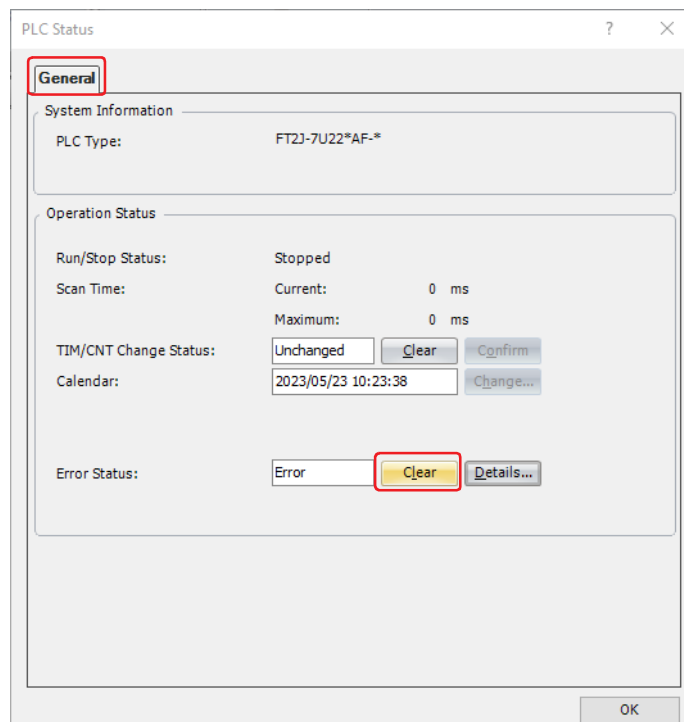 PLC Status ?
General
System Information
PLC Type: FT2J-7U22*AF-*
Operation Status
Run/Stop Status: Stopped
Scan Time: Current: 0 ms
Maximum: 0 ms
TIM/CNT Change Status: Unchanged Clear Confirm
Calendar: 2023/05/23 10:23:38 Change...
Error Status: Error Clear Details...
OK